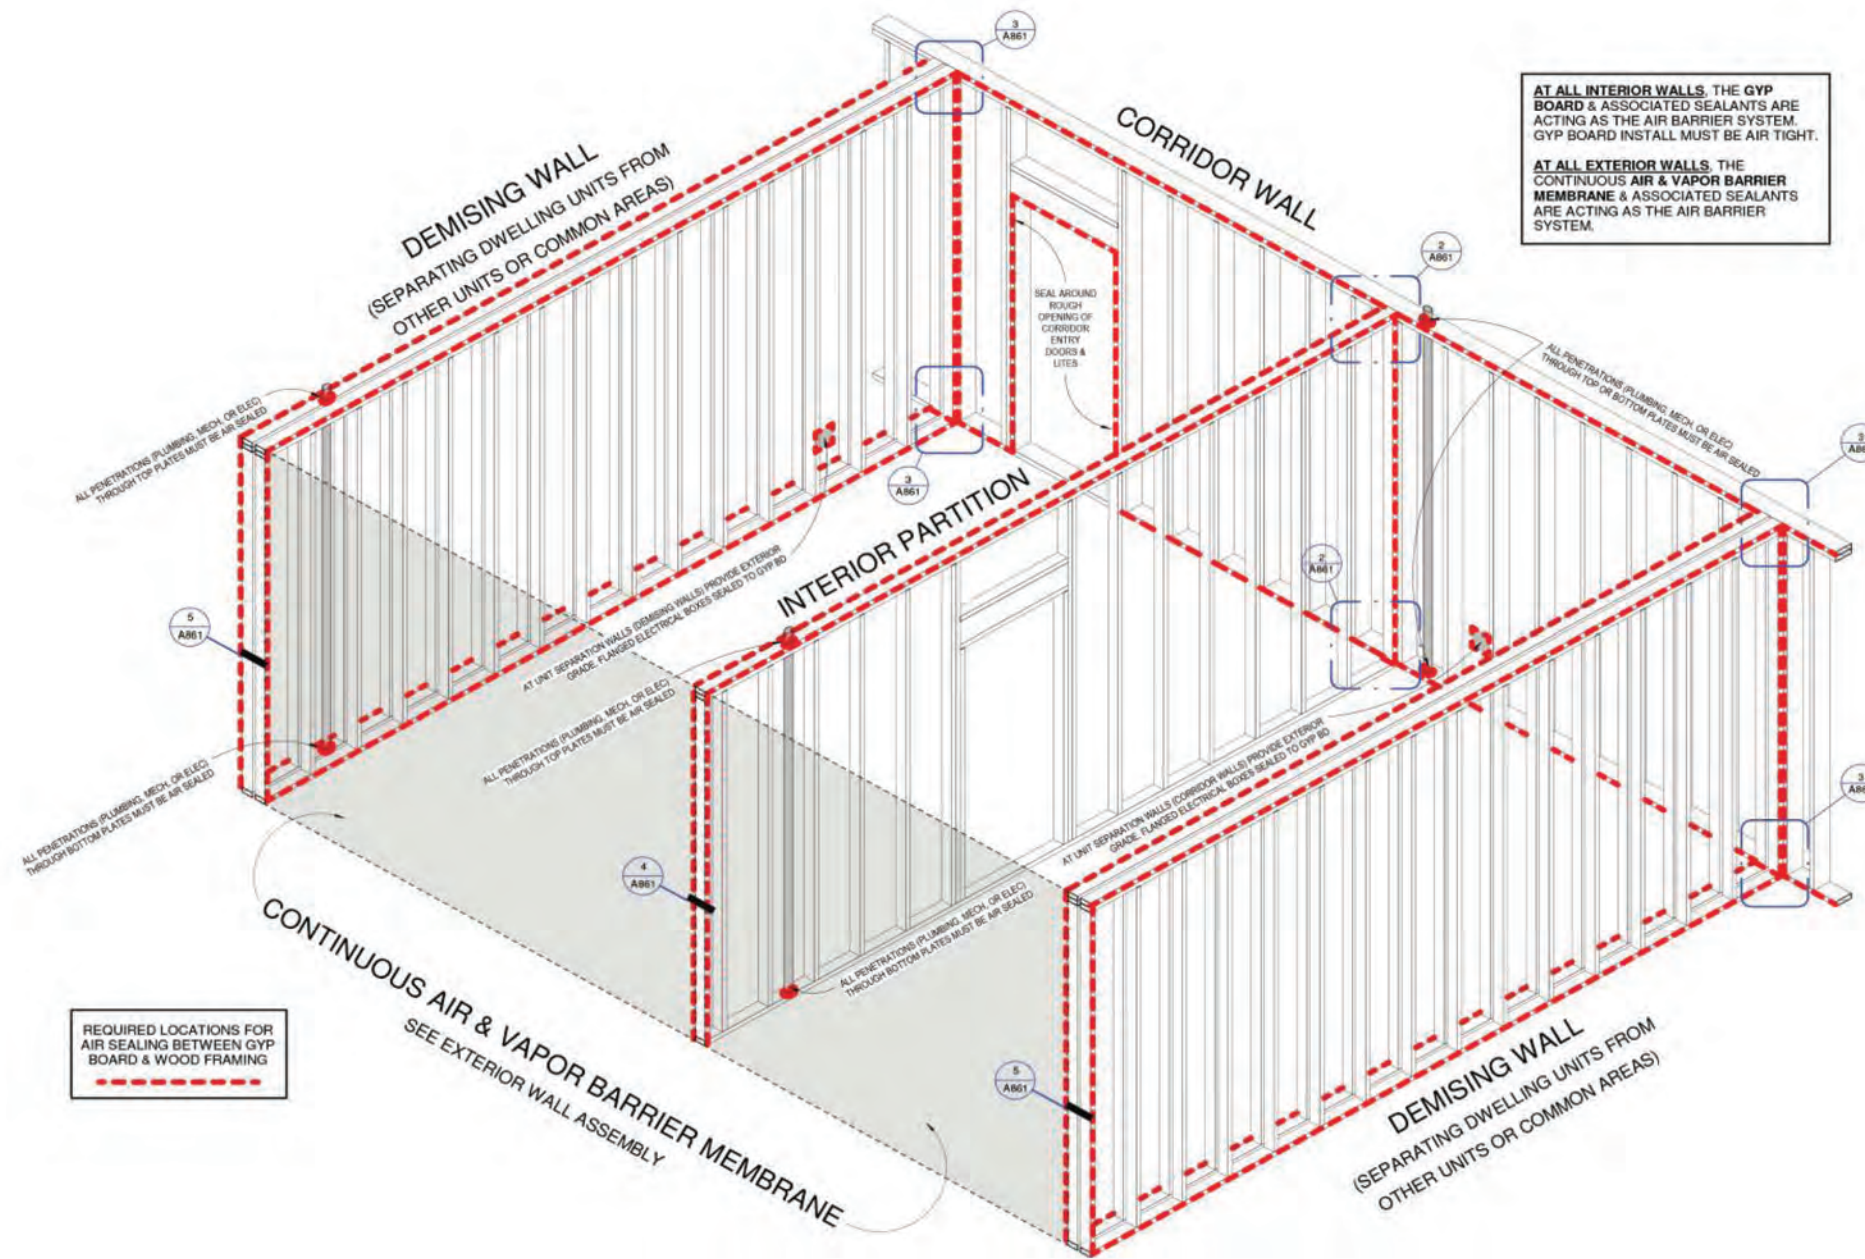 3
A861
AT ALL INTERIOR WALLS, THE GYP
BOARD & ASSOCIATED SEALANTS ARE
ACTING AS THE AIR BARRIER SYSTEM.
GYP BOARD INSTALL MUST BE AIR TIGHT.
AT ALL EXTERIOR WALLS, THE
CONTINUOUS AIR & VAPOR BARRIER
MEMBRANE & ASSOCIATED SEALANTS
ARE ACTING AS THE AIR BARRIER
SYSTEM.
CORRIDOR WALL
DEMISING WALL
(SEPARATING DWELLING UNITS FROM
OTHER UNITS OR COMMON AREAS)
2
A861
SEAL AROUND
ROUGH
OPENING OF
CORRIDOR
ENTRY
DOORS &
LITES
ALL PENETRATIONS (PLUMBING, MECH, OR ELEC)
THROUGH TOP OR BOTTOM PLATES MUST BE AIR SEALED
ALL PENETRATIONS (PLUMBING, MECH, OR ELEC)
THROUGH TOP PLATES MUST BE AIR SEALED
3
A861
3
A86
INTERIOR PARTITION
2
A861
AT UNIT SEPARATION WALLS (DEMISING WALLS) PROVIDE EXTERIOR
GRADE, FLANGED ELECTRICAL BOXES SEALED TO GYP BD
5
A861
ALL PENETRATIONS (PLUMBING, MECH, OR ELEC)
THROUGH TOP PLATES MUST BE AIR SEALED
ALL PENETRATIONS (PLUMBING, MECH, OR ELEC)
THROUGH BOTTOM PLATES MUST BE AIR SEALED
AT UNIT SEPARATION WALLS (CORRIDOR WALLS) PROVIDE EXTERIOR
GRADE, FLANGED ELECTRICAL BOXES SEALED TO GYP BD
3
A86
4
A861
ALL PENETRATIONS (PLUMBING, MECH, OR ELEC)
THROUGH BOTTOM PLATES MUST BE AIR SEALED
CONTINUOUS AIR & VAPOR BARRIER MEMBRANE
SEE EXTERIOR WALL ASSEMBLY
REQUIRED LOCATIONS FOR
AIR SEALING BETWEEN GYP
BOARD & WOOD FRAMING
5
A861
DEMISING WALL
(SEPARATING DWELLING UNITS FROM
OTHER UNITS OR COMMON AREAS)